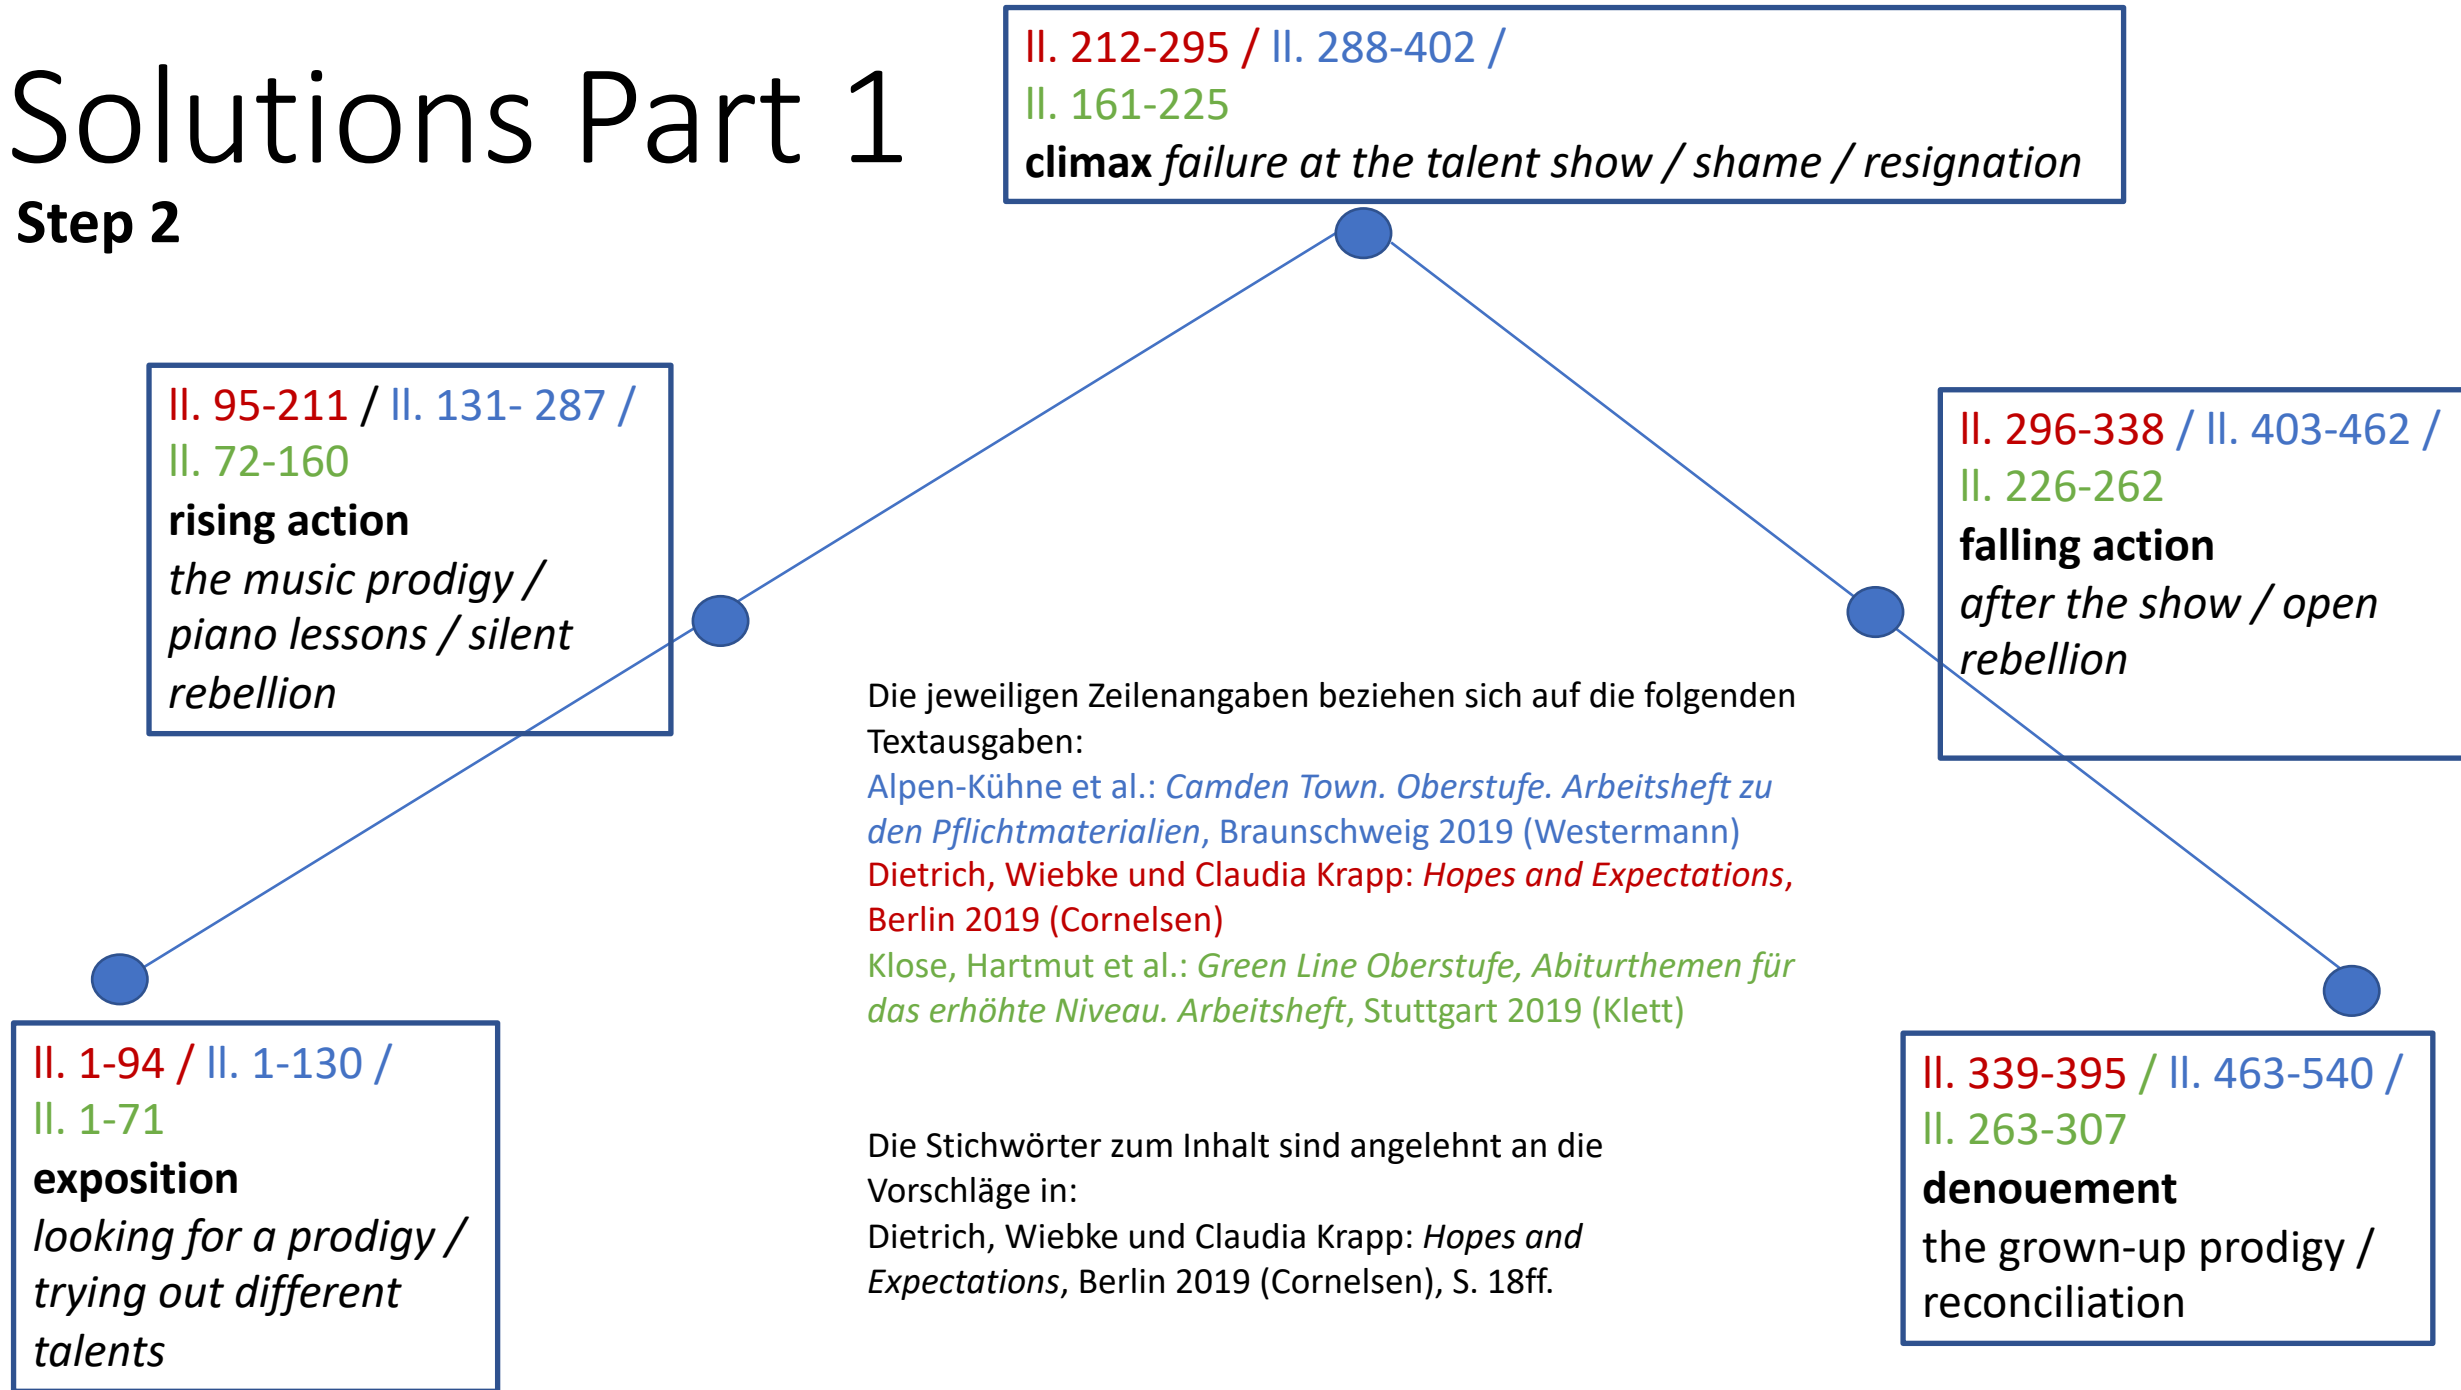 Solutions Part 1
Step 2
ll. 212-295 / ll. 288-402 /
ll. 161-225
climax failure at the talent show / shame / resignation
ll. 95-211 / ll. 131- 287 /
ll. 72-160
rising action
the music prodigy /
piano lessons / silent
rebellion
ll. 296-338 / ll. 403-462 /
ll. 226-262
falling action
after the show / open
rebellion
Die jeweiligen Zeilenangaben beziehen sich auf die folgenden
Textausgaben:
Alpen-Kühne et al.: Camden Town. Oberstufe. Arbeitsheft zu
den Pflichtmaterialien, Braunschweig 2019 (Westermann)
Dietrich, Wiebke und Claudia Krapp: Hopes and Expectations,
Berlin 2019 (Cornelsen)
Klose, Hartmut et al.: Green Line Oberstufe, Abiturthemen für
das erhöhte Niveau. Arbeitsheft, Stuttgart 2019 (Klett)
Die Stichwörter zum Inhalt sind angelehnt an die
Vorschläge in:
Dietrich, Wiebke und Claudia Krapp: Hopes and
Expectations, Berlin 2019 (Cornelsen), S. 18ff.
ll. 1-94 / ll. 1-130 /
ll. 1-71
exposition
looking for a prodigy /
trying out different
talents
ll. 339-395 / ll. 463-540 /
ll. 263-307
denouement
the grown-up prodigy /
reconciliation